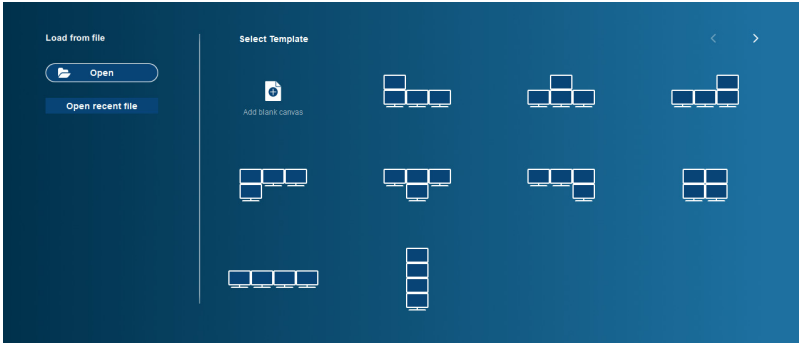 Load from file
Select Template
Open
Open recent file
Add blank canvas